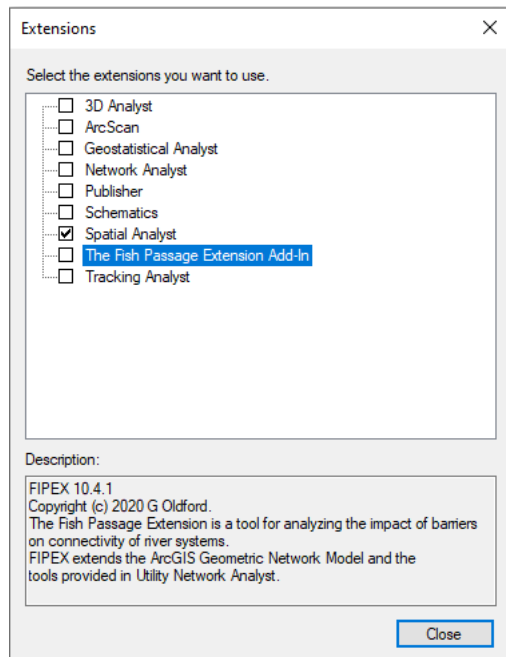 Extensions
Select the extensions you want to use.
3D Analyst
ArcScan
Geostatistical Analyst
Network Analyst
Publisher
Schematics
Spatial Analyst
The Fish Passage Extension Add-In
Tracking Analyst
Description:
FIPEX 10.4.1
Copyright (c) 2020 G Oldford.
The Fish Passage Extension is a tool for analyzing the impact of barriers
on connectivity of river systems.
FIPEX extends the ArcGIS Geometric Network Model and the
tools provided in Utility Network Analyst.
Close